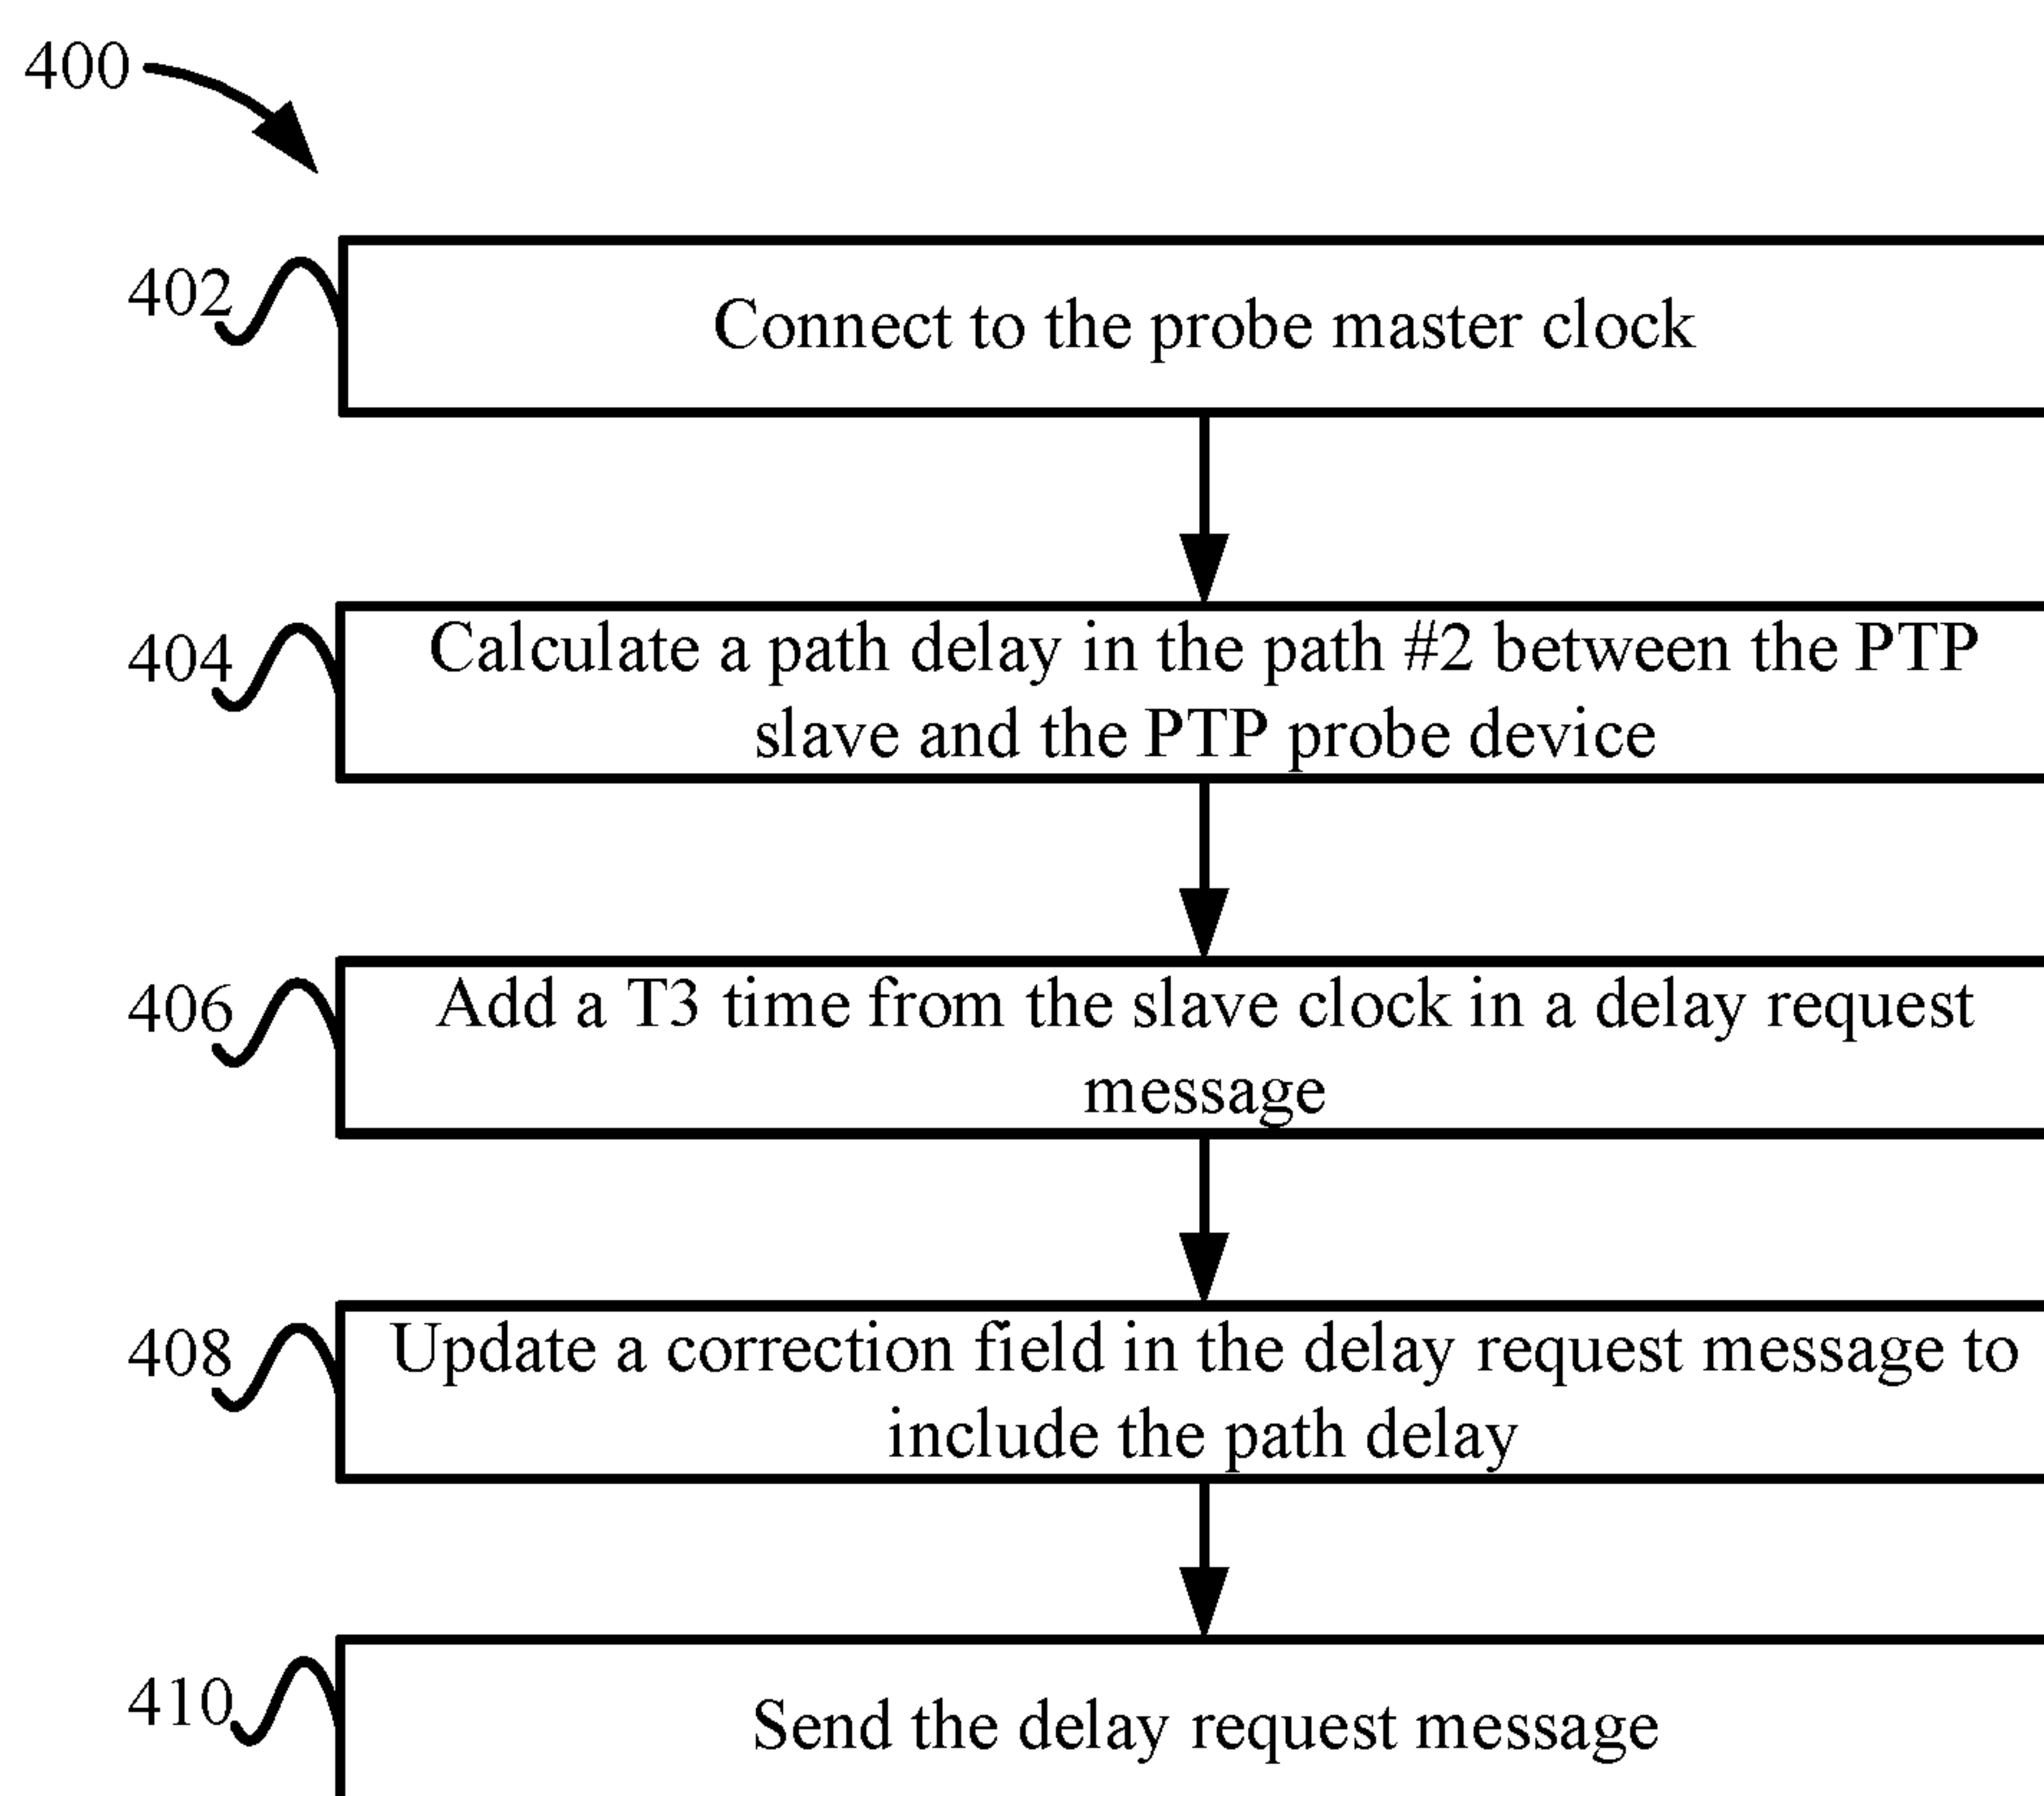 400
402
Connect to the probe master clock
404
Calculate a path delay in the path #2 between the PTP
slave and the PTP probe device
406
Add a T3 time from the slave clock in a delay request
message
408
Update a correction field in the delay request message to
include the path delay
410
Send the delay request message